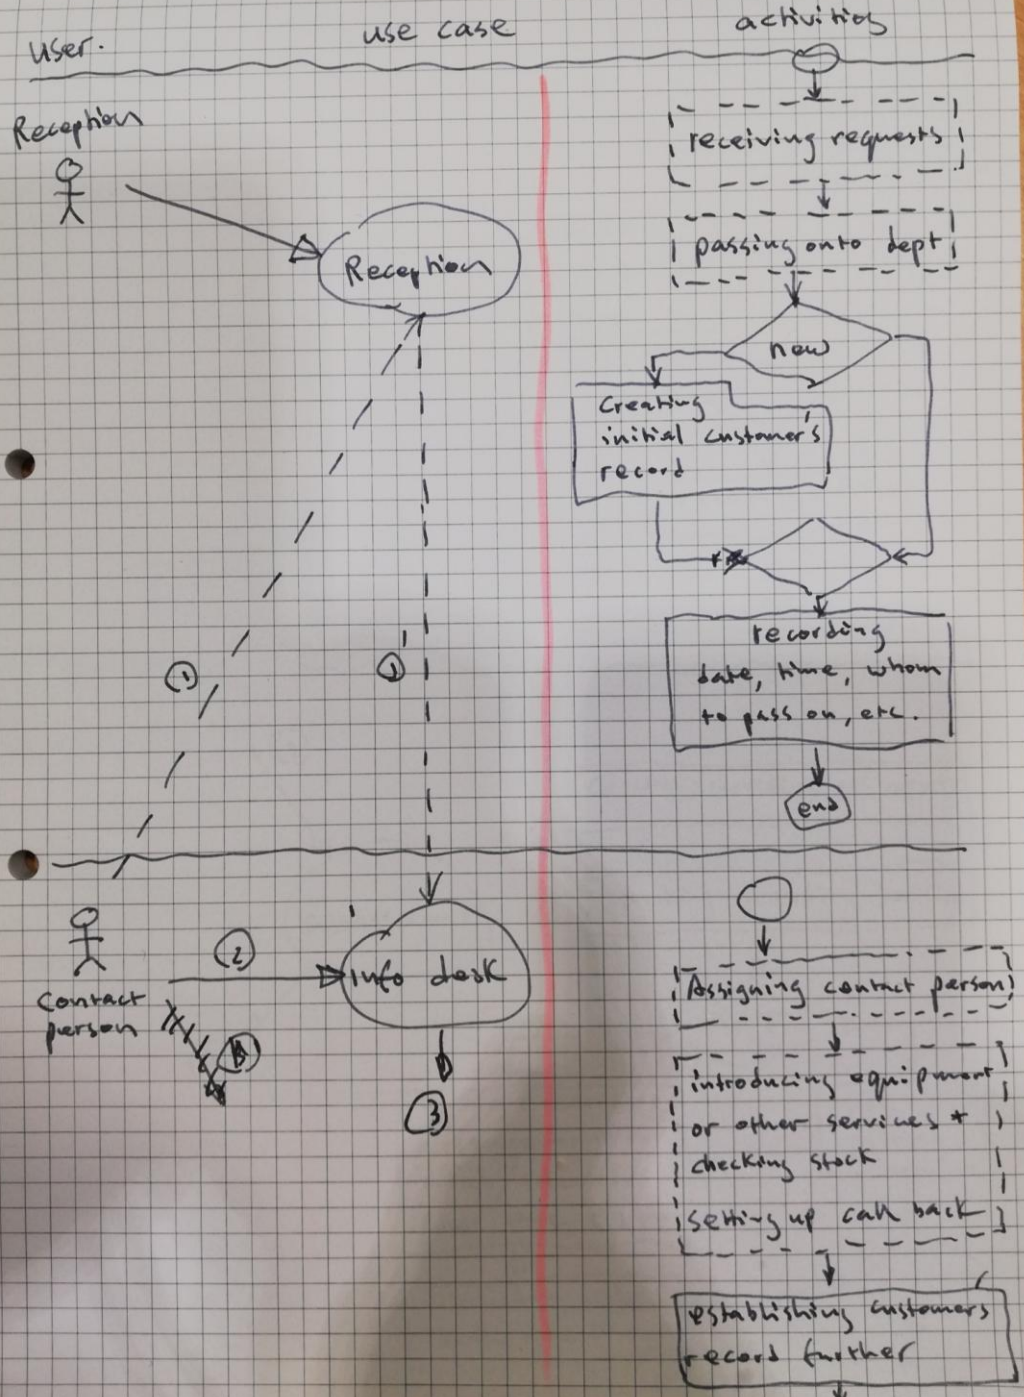 user.
use case
activities
Reception
receiving requests
passing onto dept
Reception
new
Creating
initial customer's
record
recording
date, time, whom
to pass on, etc.
1
1'
end
2
info desk
Contact
person
3
Assigning contact person
introducing equipment
or other services +
checking stock
setting up call back
establishing customers
record further